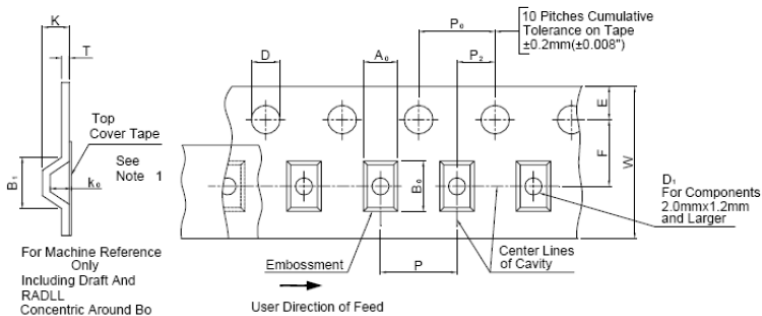 K
T
D
A₀
P₀
P₂
10 Pitches Cumulative
Tolerance on Tape
±0.2mm(±0.008")
E
F
W
Top
Cover Tape
See
Note 1
B₁
k₀
B₀
D₁
For Components
2.0mmx1.2mm
and Larger
For Machine Reference
Only
Including Draft And
RADLL
Concentric Around Bo
Embossment
P
Center Lines
of Cavity
User Direction of Feed